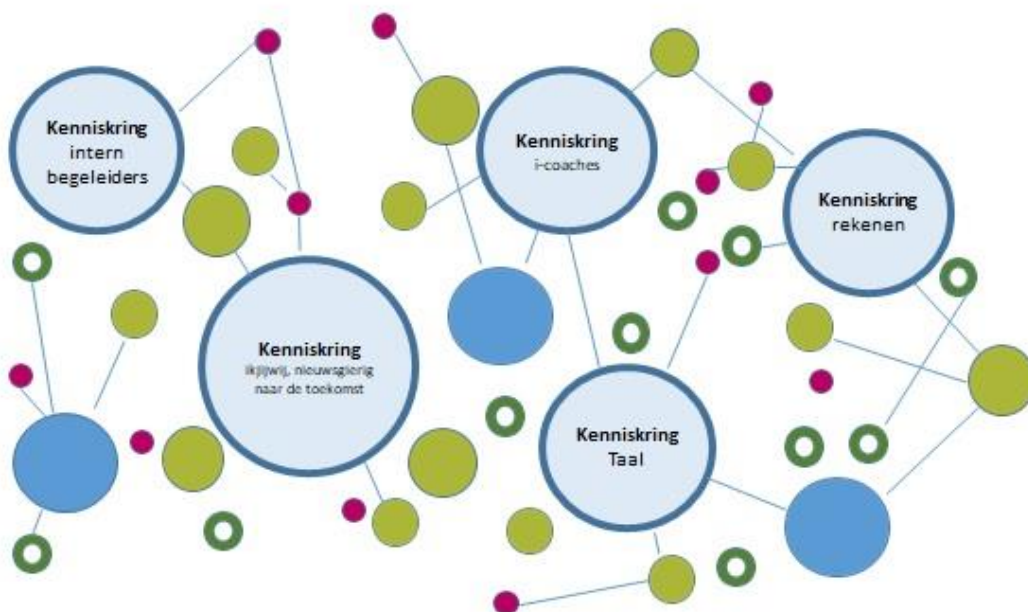 Kenniskring
intern
begeleiders
Kenniskring
i-coaches
Kenniskring
rekenen
Kenniskring
ikjijwij, nieuwsgierig
naar de toekomst
Kenniskring
Taal